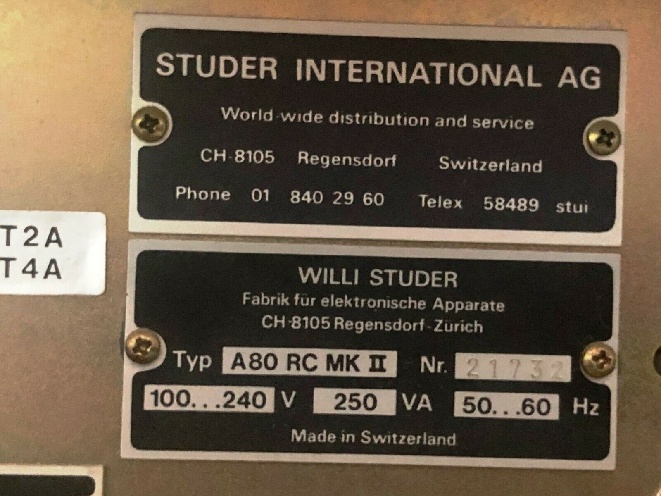 STUDER INTERNATIONAL AG
World-wide distribution and service
CH-8105 Regensdorf Switzerland
Phone 01 840 29 60 Telex 58489 stui
T2A
T4A
WILLI STUDER
Fabrik für elektronische Apparate
CH-8105 Regensdorf-Zürich
Typ A80 RC MK II Nr. 21732
100...240 V 250 VA 50...60 Hz
Made in Switzerland